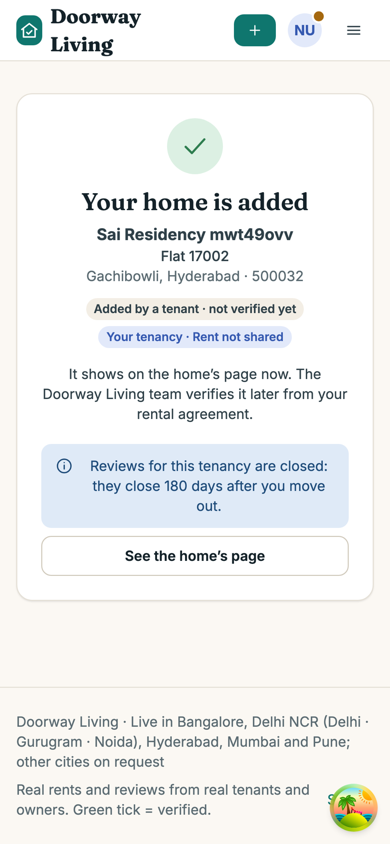 Doorway
Living
NU
Your home is added
Sai Residency mwt49ovv
Flat 17002
Gachibowli, Hyderabad · 500032
Added by a tenant · not verified yet
Your tenancy · Rent not shared
It shows on the home’s page now. The
Doorway Living team verifies it later from your
rental agreement.
Reviews for this tenancy are closed:
they close 180 days after you move
out.
See the home’s page
Doorway Living · Live in Bangalore, Delhi NCR (Delhi ·
Gurugram · Noida), Hyderabad, Mumbai and Pune;
other cities on request
Real rents and reviews from real tenants and
owners. Green tick = verified.